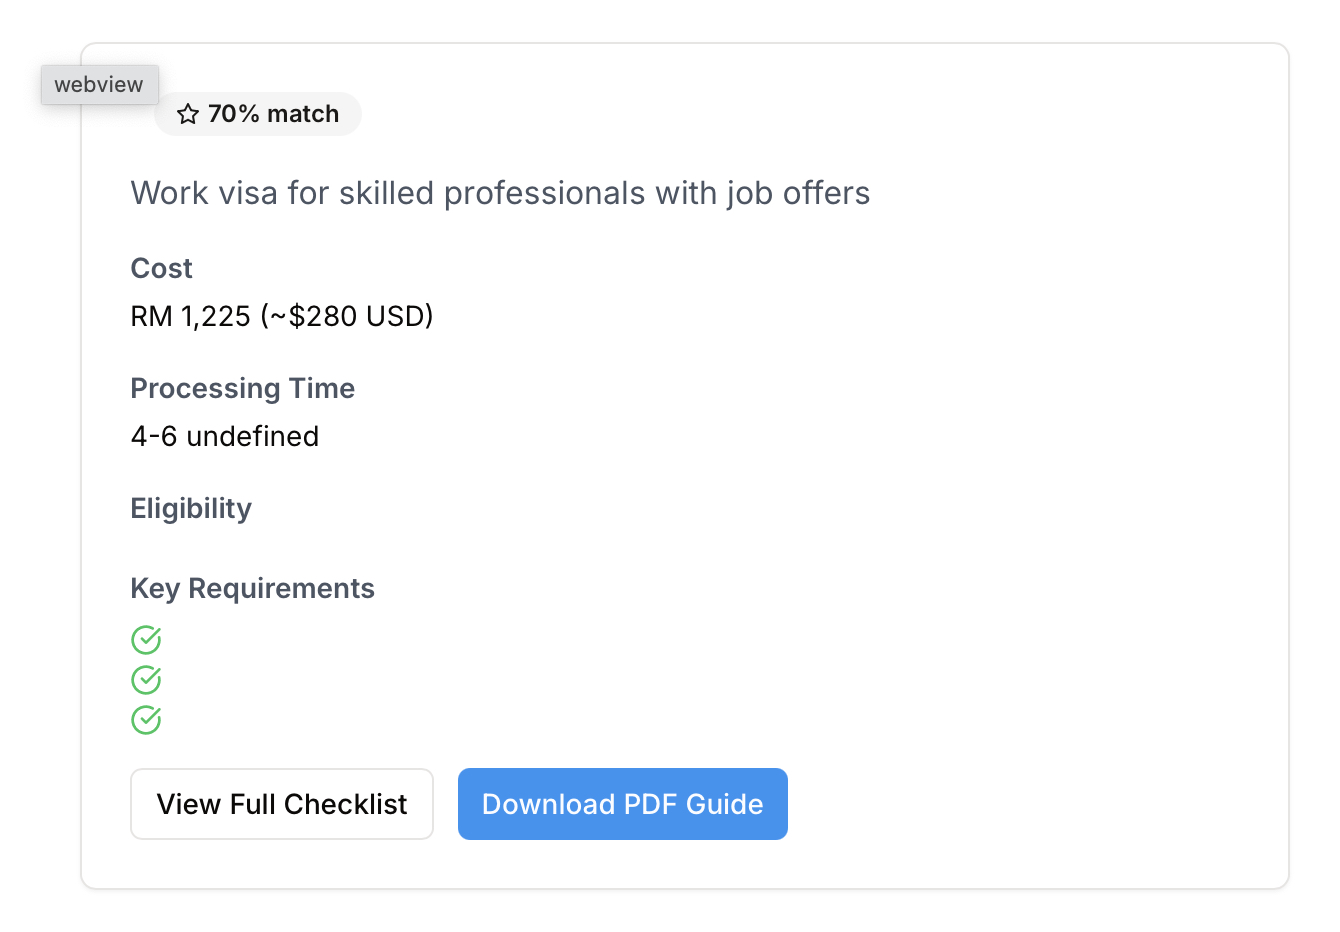 webview
70% match
Work visa for skilled professionals with job offers
Cost
RM 1,225 (~$280 USD)
Processing Time
4-6 undefined
Eligibility
Key Requirements
View Full Checklist
Download PDF Guide